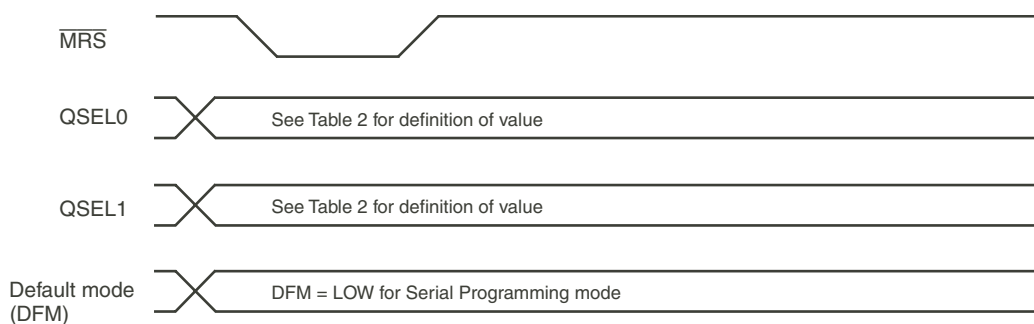 MRS
QSEL0
See Table 2 for definition of value
QSEL1
See Table 2 for definition of value
Default mode
(DFM)
DFM = LOW for Serial Programming mode